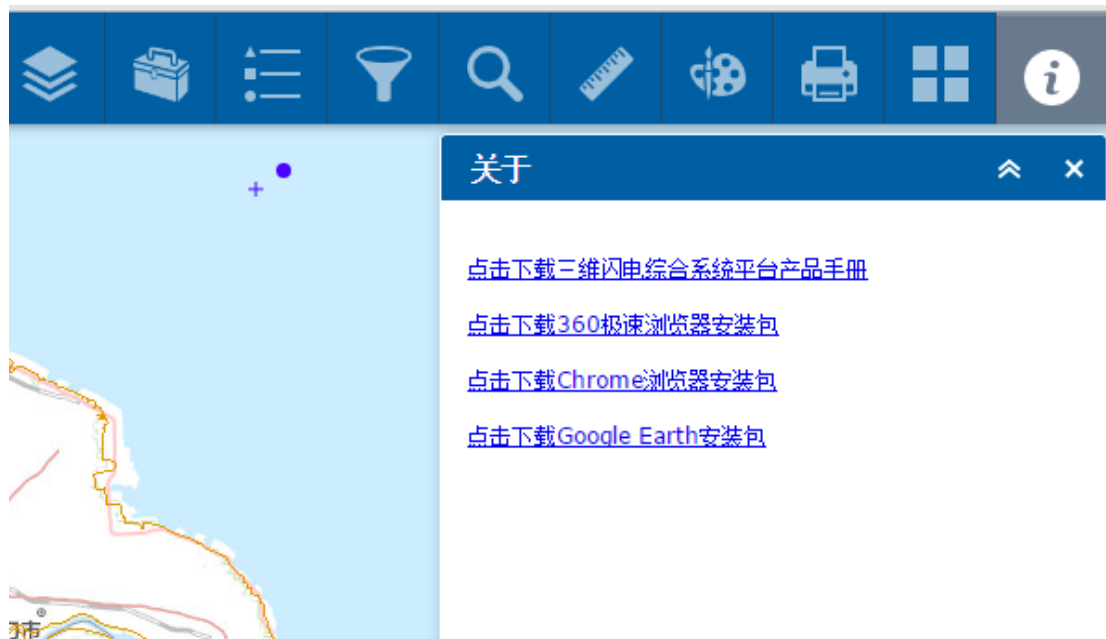 关于
点击下载三维闪电综合系统平台产品手册
点击下载360极速浏览器安装包
点击下载Chrome浏览器安装包
点击下载Google Earth安装包
市